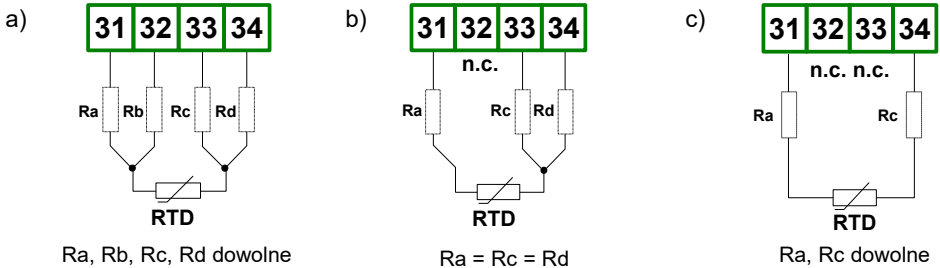 a)
31 32 33 34
Ra Rb Rc Rd
RTD
Ra, Rb, Rc, Rd dowolne
b)
31 32 33 34
n.c.
Ra Rc Rd
RTD
Ra = Rc = Rd
c)
31 32 33 34
n.c. n.c.
Ra Rc
RTD
Ra, Rc dowolne